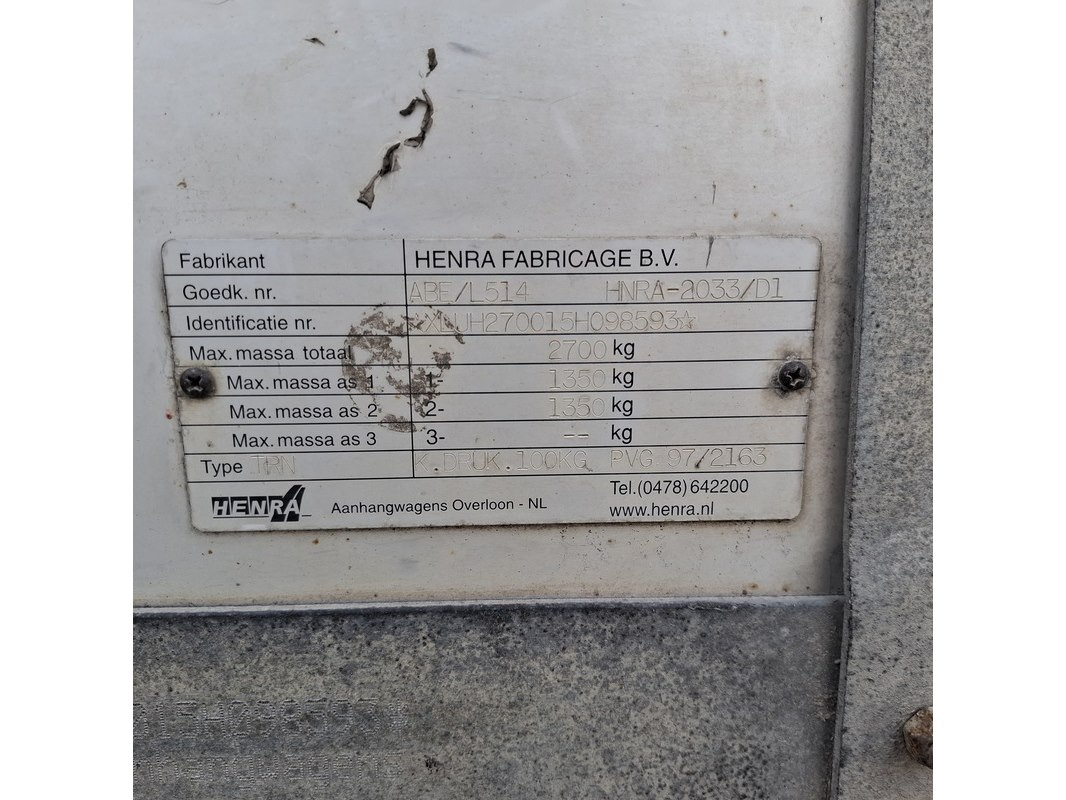 Fabrikant HENRA FABRICAGE B.V.
Goedk. nr. ABE/L514 HNRA-2033/D1
Identificatie nr. XLUH270015H098593☆
Max. massa totaal 2700 kg
Max. massa as 1 1- 1350 kg
Max. massa as 2 2- 1350 kg
Max. massa as 3 3- -- kg
Type TRN K.DRUK.100KG PVG 97/2163
HENRA Aanhangwagens Overloon - NL
Tel.(0478) 642200
www.henra.nl